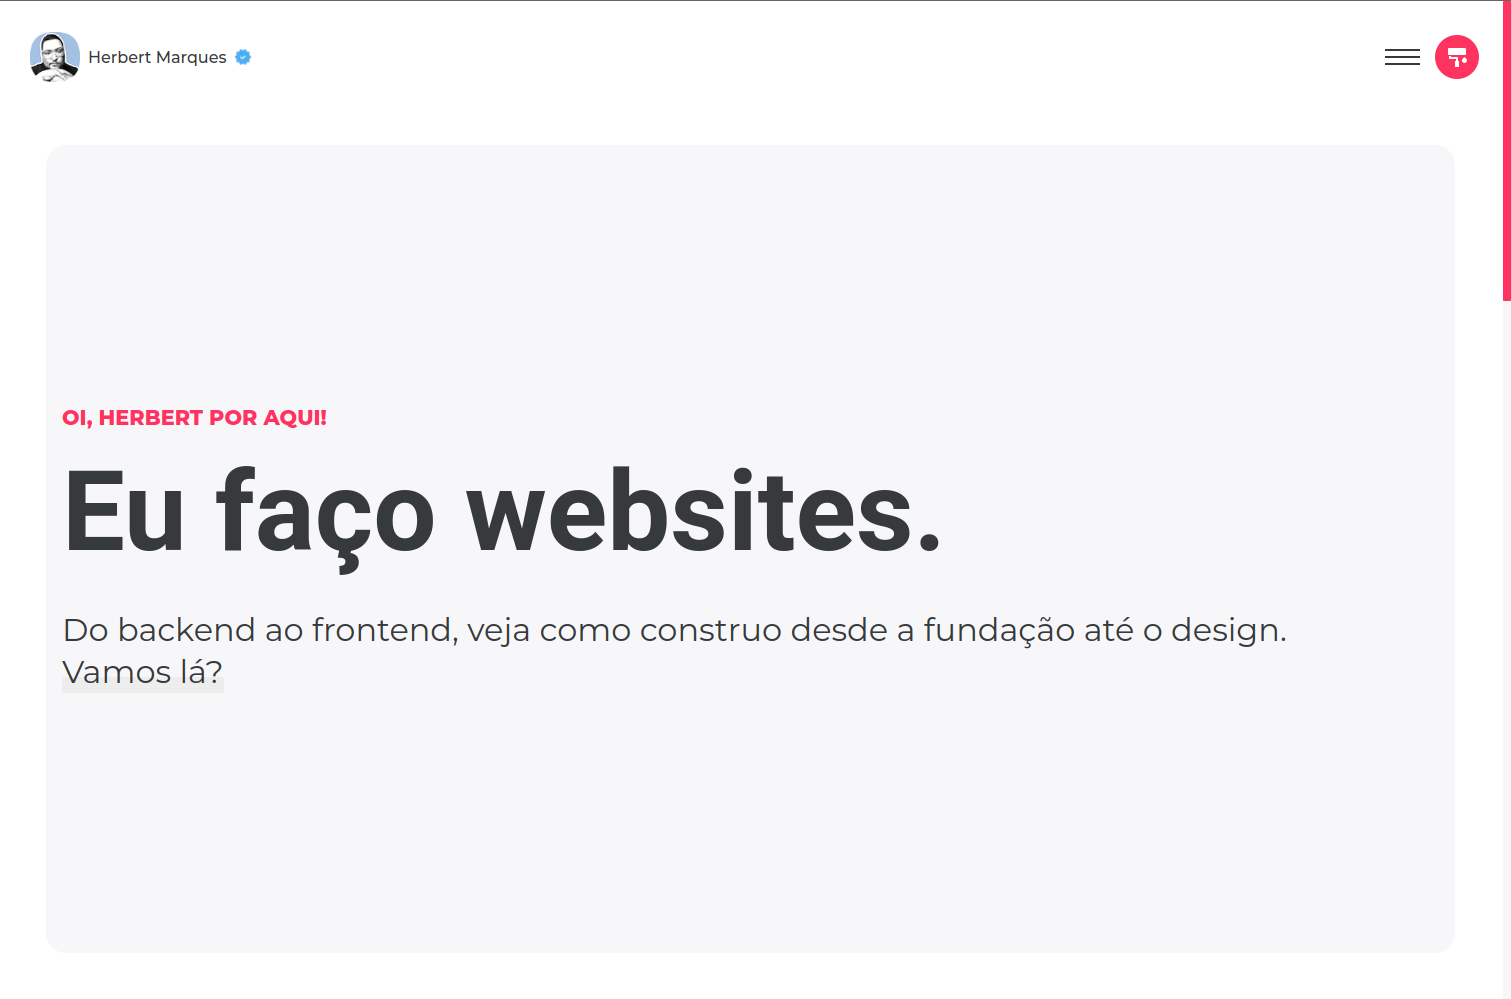 Herbert Marques
OI, HERBERT POR AQUI!
Eu faço websites.
Do backend ao frontend, veja como construo desde a fundação até o design.
Vamos lá?